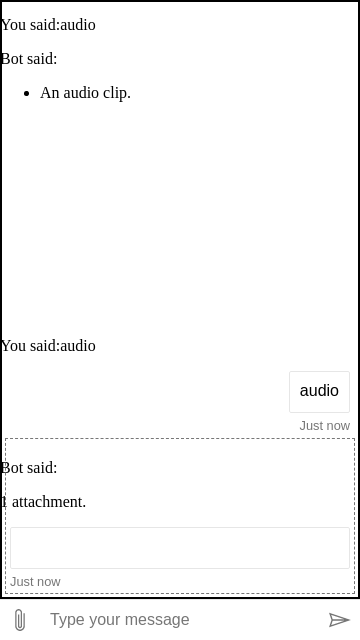 You said:audio
Bot said:
• An audio clip.
You said:audio
audio
Just now
Bot said:
1 attachment.
Just now
Type your message